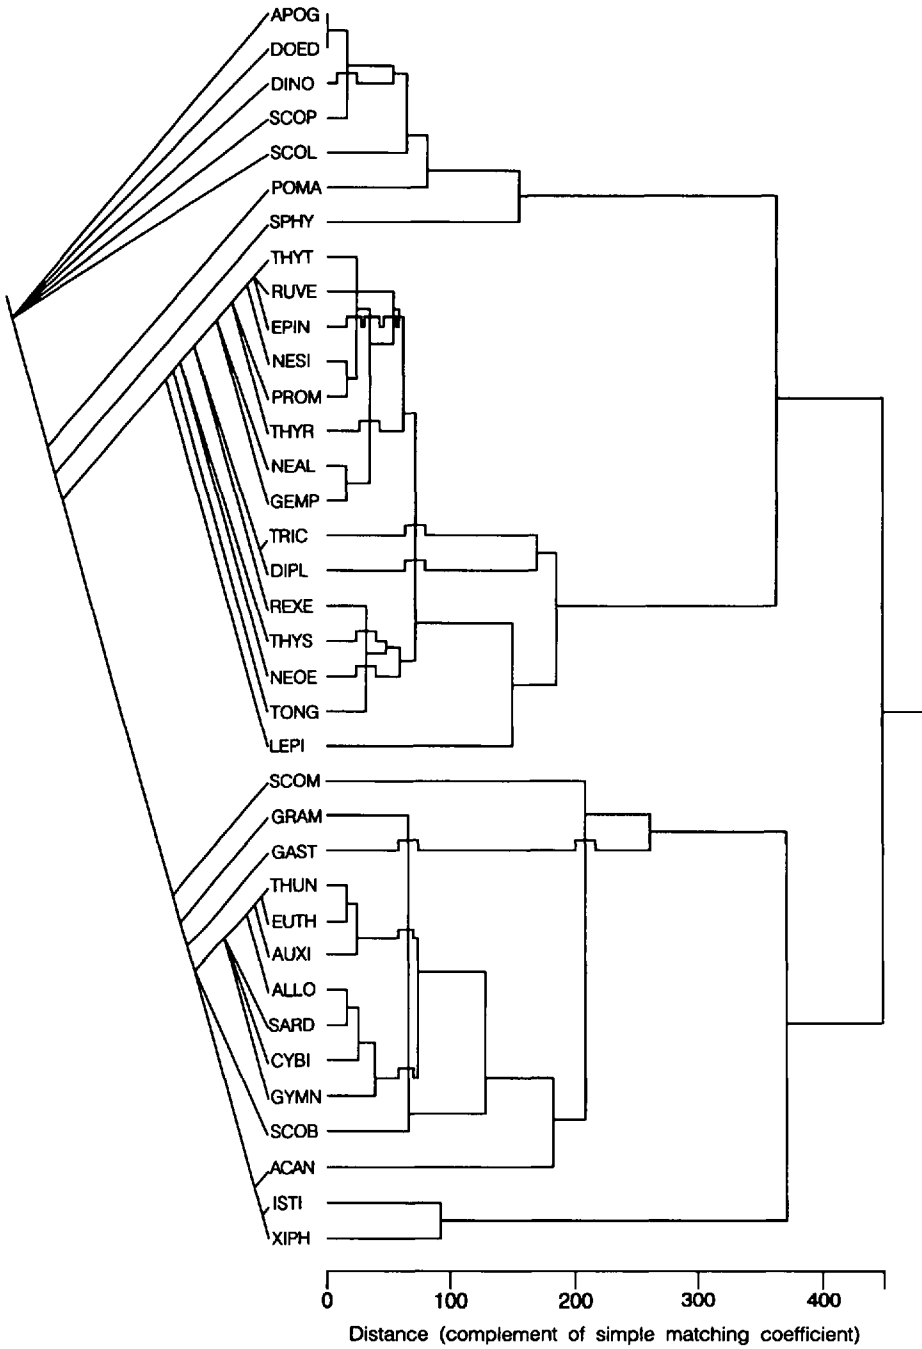 APOG
DOED
DINO
SCOP
SCOL
POMA
SPHY
THYT
RUVE
EPIN
NESI
PROM
THYR
NEAL
GEMP
TRIC
DIPL
REXE
THYS
NEOE
TONG
LEPI
SCOM
GRAM
GAST
THUN
EUTH
AUXI
ALLO
SARD
CYBI
GYMN
SCOB
ACAN
ISTI
XIPH
0 100 200 300 400
Distance (complement of simple matching coefficient)